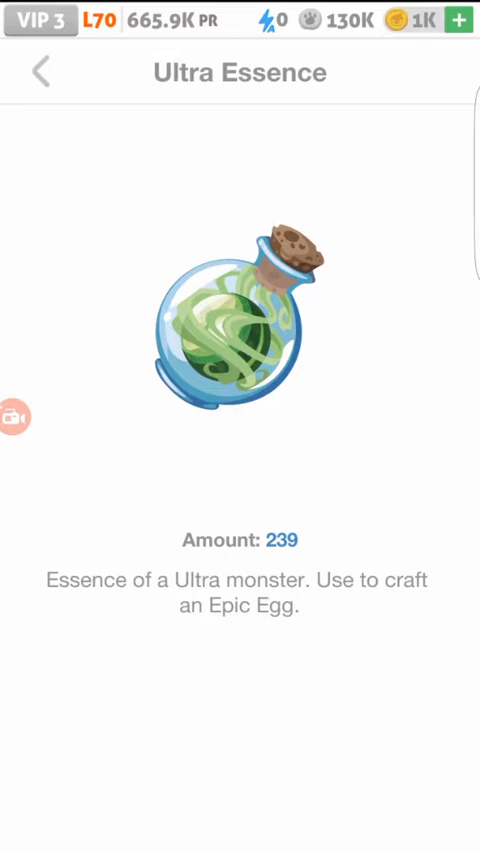 VIP 3 L70 665.9K PR 0 130K 1K +
Ultra Essence
Amount: 239
Essence of a Ultra monster. Use to craft
an Epic Egg.